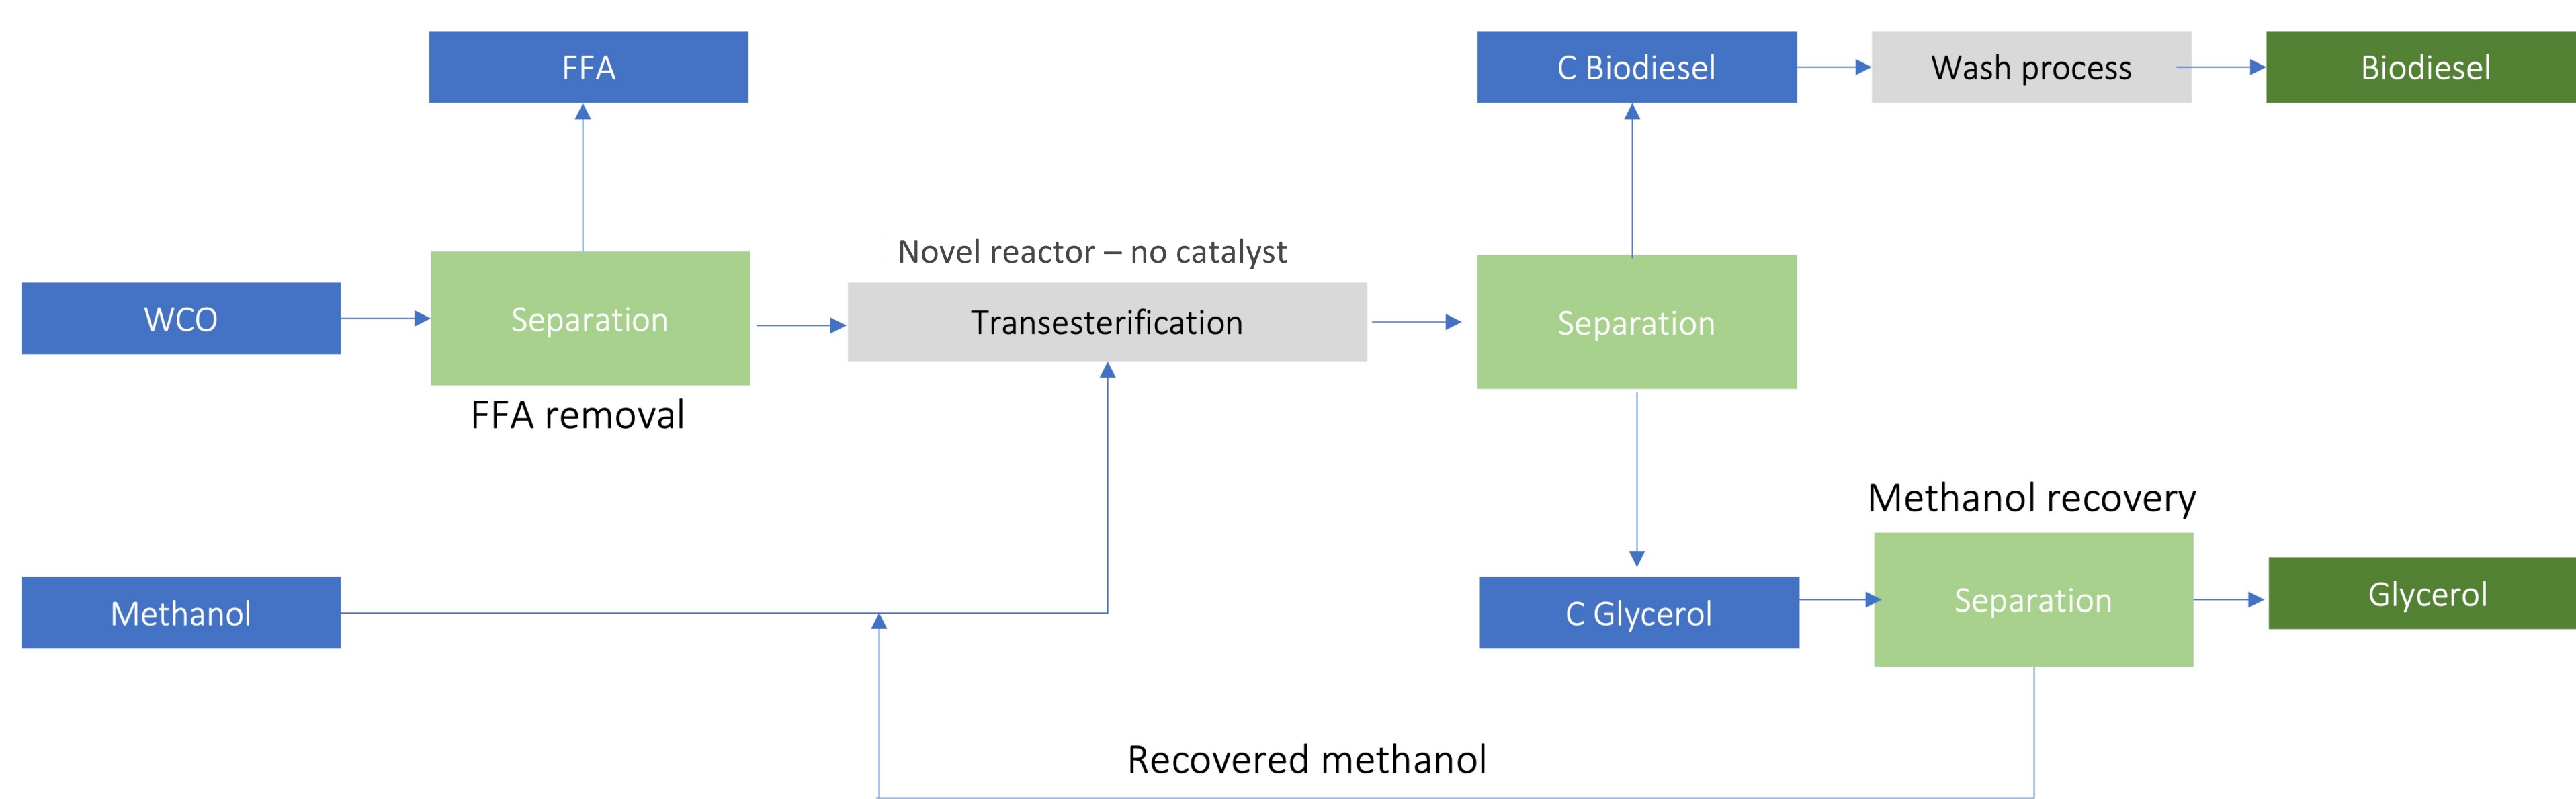 FFA
C Biodiesel
Wash process
Biodiesel
Novel reactor – no catalyst
WCO
Separation
Transesterification
Separation
FFA removal
Methanol recovery
Methanol
C Glycerol
Separation
Glycerol
Recovered methanol